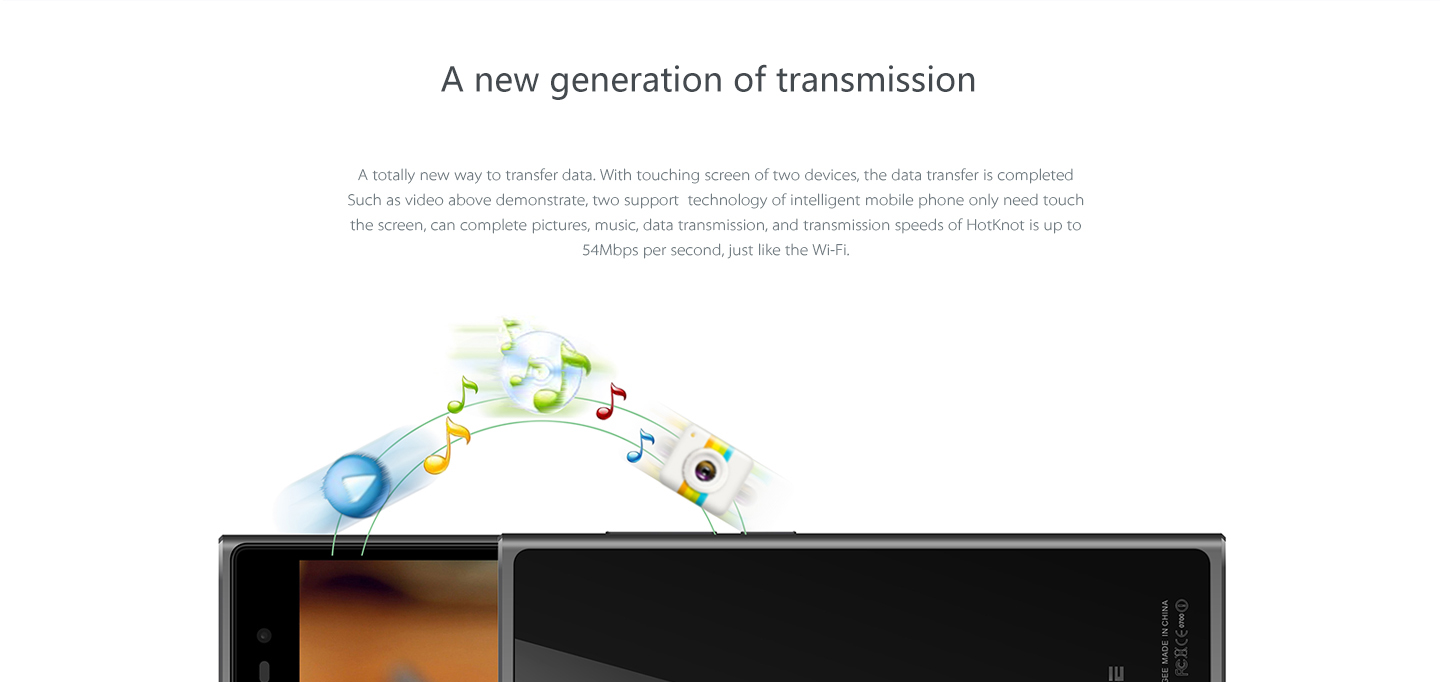 A new generation of transmission
A totally new way to transfer data. With touching screen of two devices, the data transfer is completed
Such as video above demonstrate, two support  technology of intelligent mobile phone only need touch
the screen, can complete pictures, music, data transmission, and transmission speeds of HotKnot is up to
54Mbps per second, just like the Wi-Fi.
GEE MADE IN CHINA
CE 0700